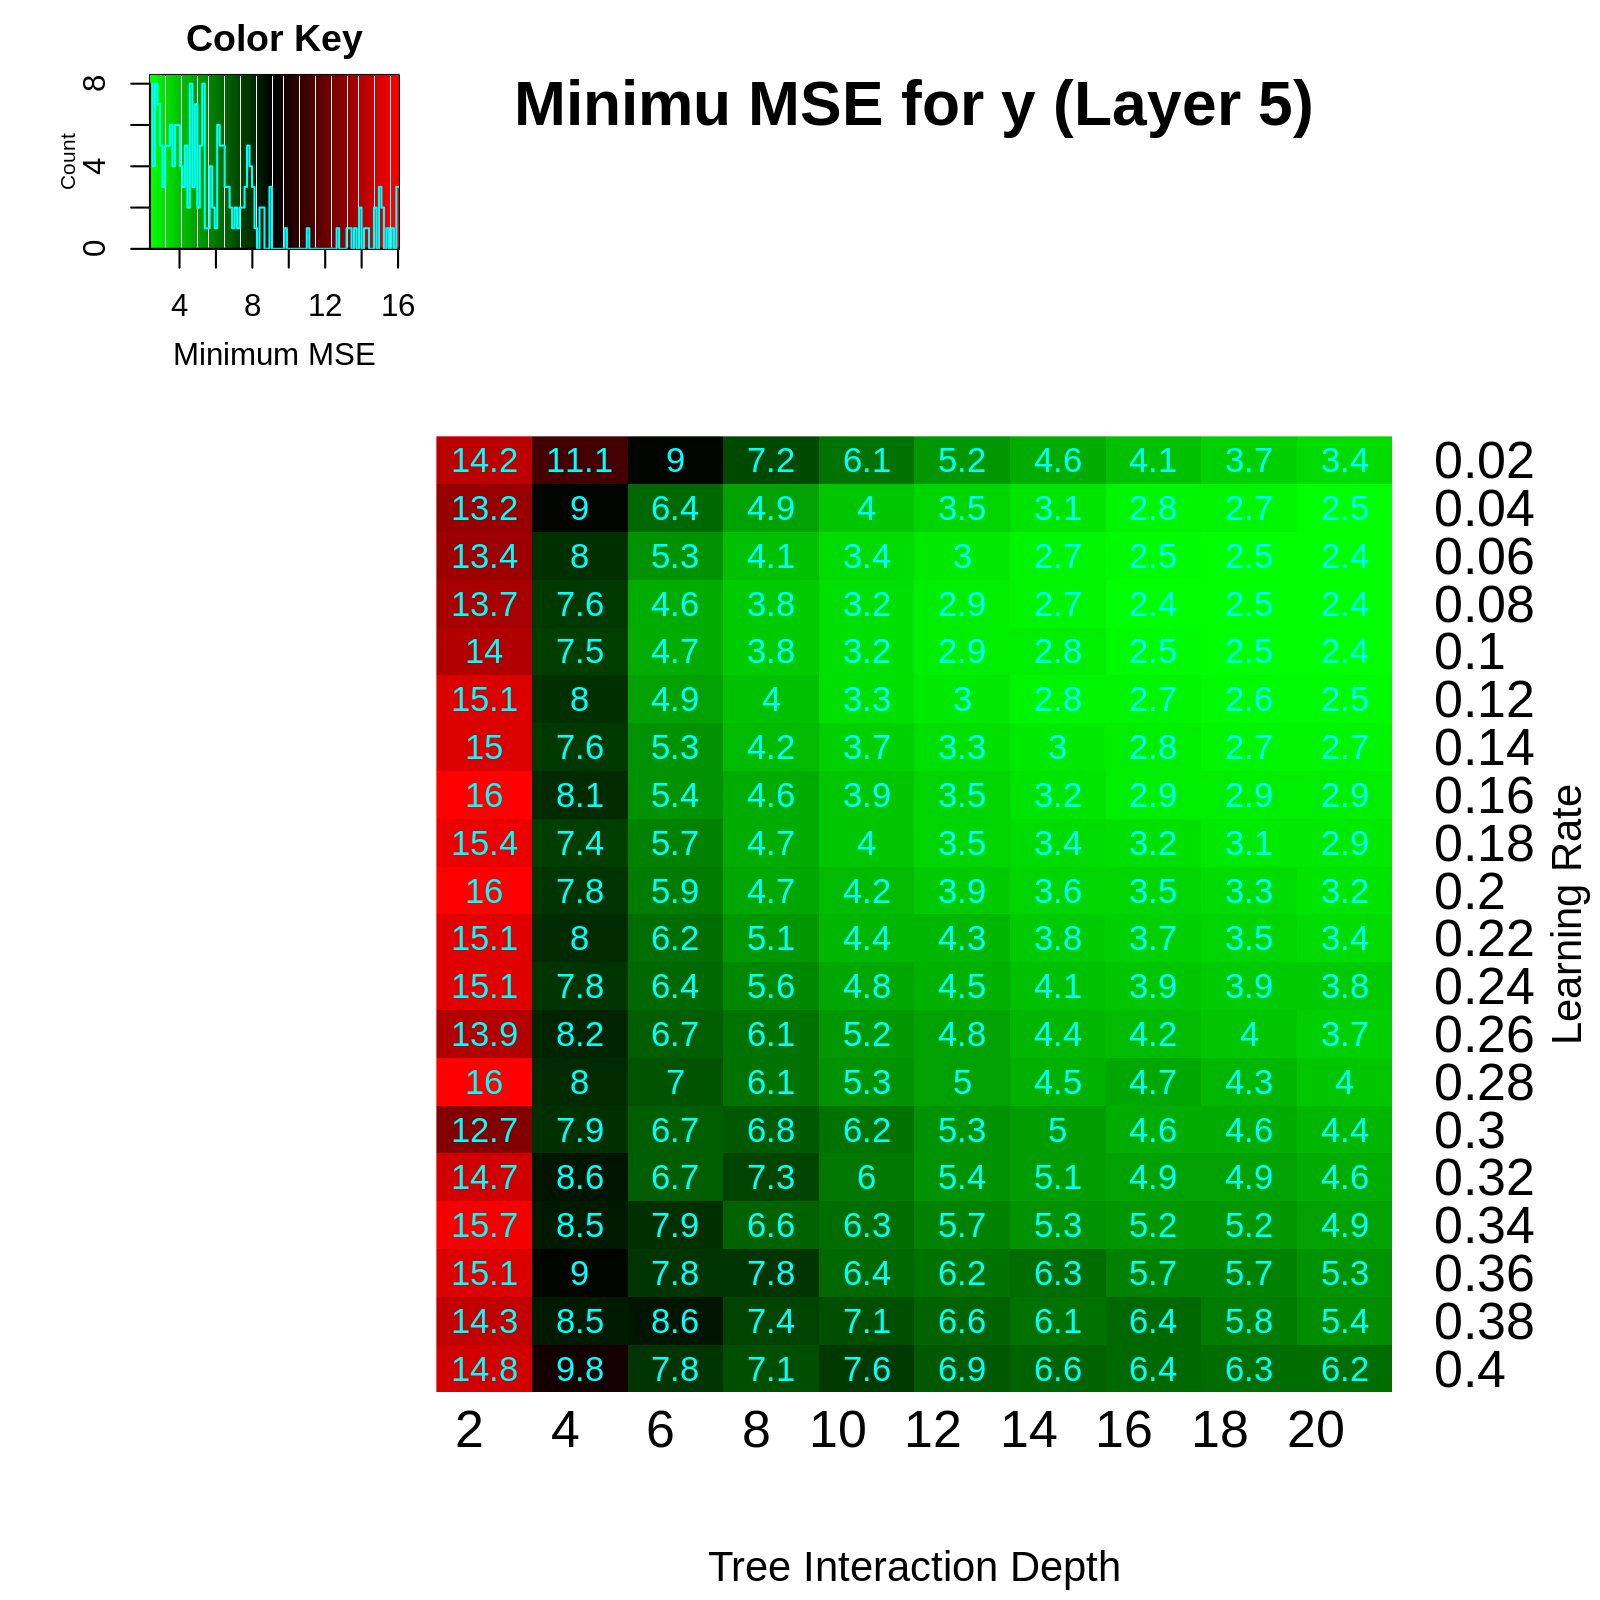 Color Key
Minimu MSE for y (Layer 5)
Count
0 4 8
4 8 12 16
Minimum MSE
14.2 11.1 9 7.2 6.1 5.2 4.6 4.1 3.7 3.4 0.02
13.2 9 6.4 4.9 4 3.5 3.1 2.8 2.7 2.5 0.04
13.4 8 5.3 4.1 3.4 3 2.7 2.5 2.5 2.4 0.06
13.7 7.6 4.6 3.8 3.2 2.9 2.7 2.4 2.5 2.4 0.08
14 7.5 4.7 3.8 3.2 2.9 2.8 2.5 2.5 2.4 0.1
15.1 8 4.9 4 3.3 3 2.8 2.7 2.6 2.5 0.12
15 7.6 5.3 4.2 3.7 3.3 3 2.8 2.7 2.7 0.14
16 8.1 5.4 4.6 3.9 3.5 3.2 2.9 2.9 2.9 0.16
15.4 7.4 5.7 4.7 4 3.5 3.4 3.2 3.1 2.9 0.18
16 7.8 5.9 4.7 4.2 3.9 3.6 3.5 3.3 3.2 0.2
15.1 8 6.2 5.1 4.4 4.3 3.8 3.7 3.5 3.4 0.22
15.1 7.8 6.4 5.6 4.8 4.5 4.1 3.9 3.9 3.8 0.24
13.9 8.2 6.7 6.1 5.2 4.8 4.4 4.2 4 3.7 0.26
16 8 7 6.1 5.3 5 4.5 4.7 4.3 4 0.28
12.7 7.9 6.7 6.8 6.2 5.3 5 4.6 4.6 4.4 0.3
14.7 8.6 6.7 7.3 6 5.4 5.1 4.9 4.9 4.6 0.32
15.7 8.5 7.9 6.6 6.3 5.7 5.3 5.2 5.2 4.9 0.34
15.1 9 7.8 7.8 6.4 6.2 6.3 5.7 5.7 5.3 0.36
14.3 8.5 8.6 7.4 7.1 6.6 6.1 6.4 5.8 5.4 0.38
14.8 9.8 7.8 7.1 7.6 6.9 6.6 6.4 6.3 6.2 0.4
Learning Rate
2 4 6 8 10 12 14 16 18 20
Tree Interaction Depth